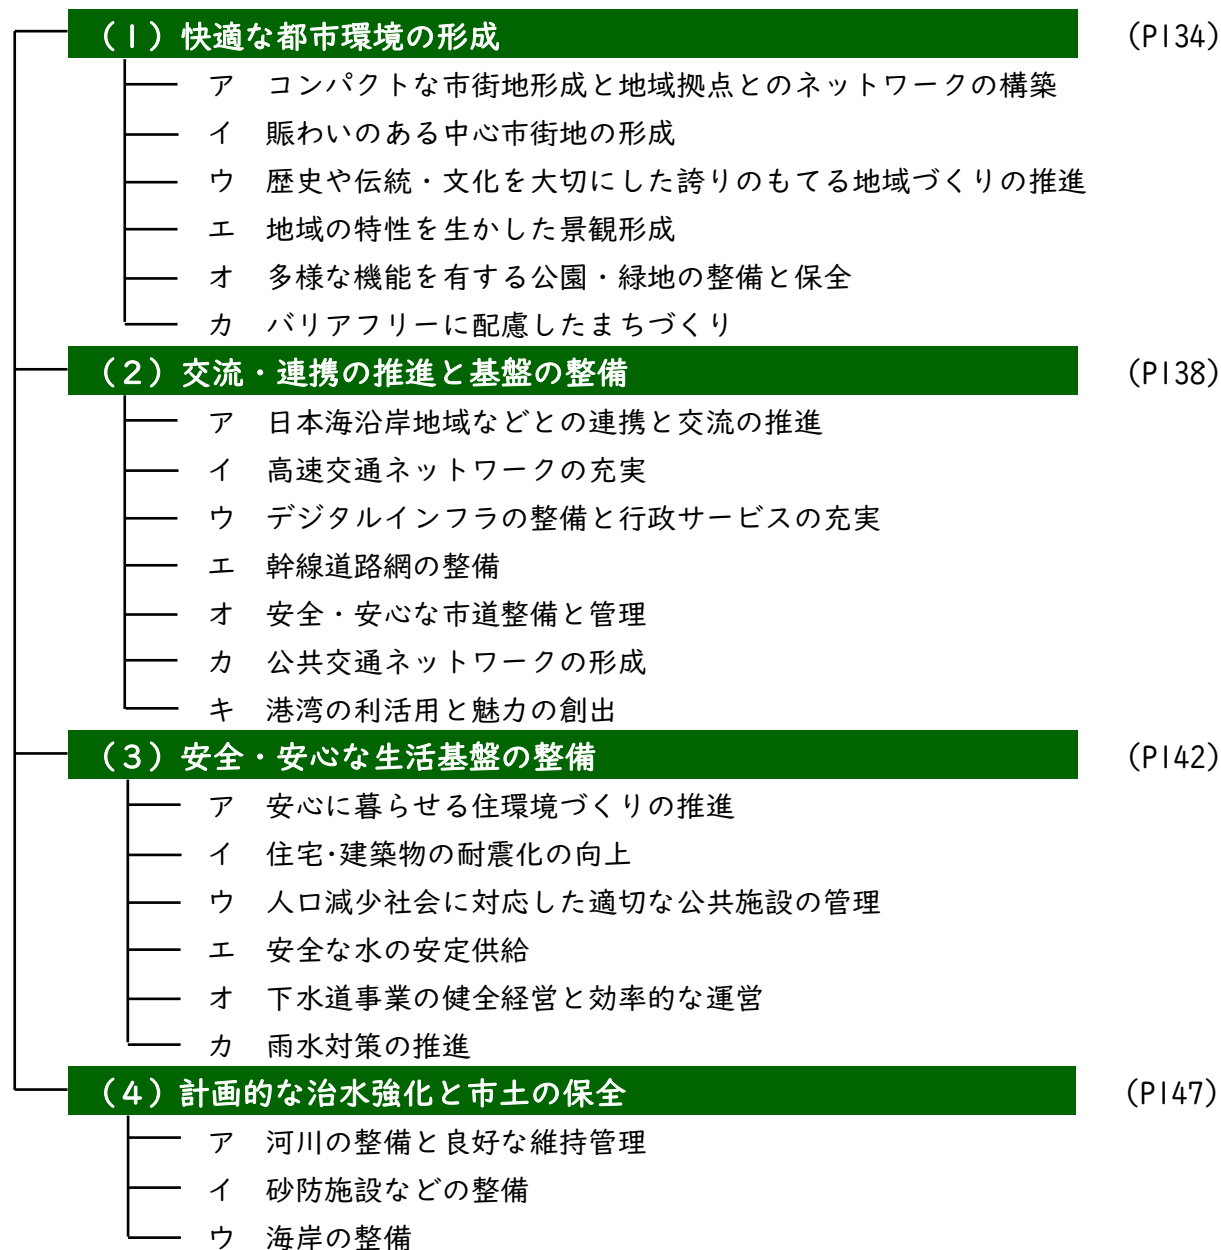 （1）快適な都市環境の形成 （P134）
ア　コンパクトな市街地形成と地域拠点とのネットワークの構築
イ　賑わいのある中心市街地の形成
ウ　歴史や伝統・文化を大切にした誇りのもてる地域づくりの推進
エ　地域の特性を生かした景観形成
オ　多様な機能を有する公園・緑地の整備と保全
カ　バリアフリーに配慮したまちづくり
（2）交流・連携の推進と基盤の整備 （P138）
ア　日本海沿岸地域などとの連携と交流の推進
イ　高速交通ネットワークの充実
ウ　デジタルインフラの整備と行政サービスの充実
エ　幹線道路網の整備
オ　安全・安心な市道整備と管理
カ　公共交通ネットワークの形成
キ　港湾の利活用と魅力の創出
（3）安全・安心な生活基盤の整備 （P142）
ア　安心に暮らせる住環境づくりの推進
イ　住宅･建築物の耐震化の向上
ウ　人口減少社会に対応した適切な公共施設の管理
エ　安全な水の安定供給
オ　下水道事業の健全経営と効率的な運営
カ　雨水対策の推進
（4）計画的な治水強化と市土の保全 （P147）
ア　河川の整備と良好な維持管理
イ　砂防施設などの整備
ウ　海岸の整備